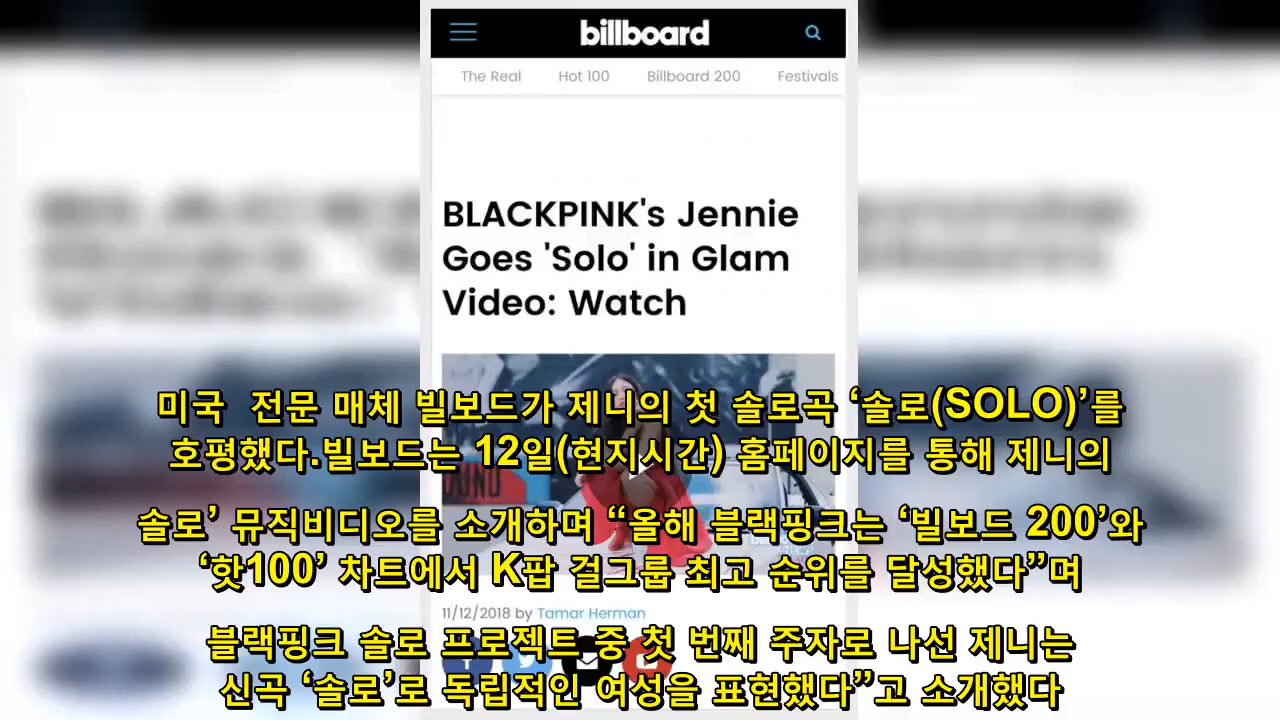 billboard
The Real Hot 100 Billboard 200 Festivals
BLACKPINK's Jennie
Goes 'Solo' in Glam
Video: Watch
미국 전문 매체 빌보드가 제니의 첫 솔로곡 ‘솔로(SOLO)’를
호평했다.빌보드는 12일(현지시간) 홈페이지를 통해 제니의
솔로’ 뮤직비디오를 소개하며 “올해 블랙핑크는 ‘빌보드 200’와
‘핫100’ 차트에서 K팝 걸그룹 최고 순위를 달성했다”며
11/12/2018 by Tamar Herman
블랙핑크 솔로 프로젝트 중 첫 번째 주자로 나선 제니는
신곡 ‘솔로’로 독립적인 여성을 표현했다”고 소개했다